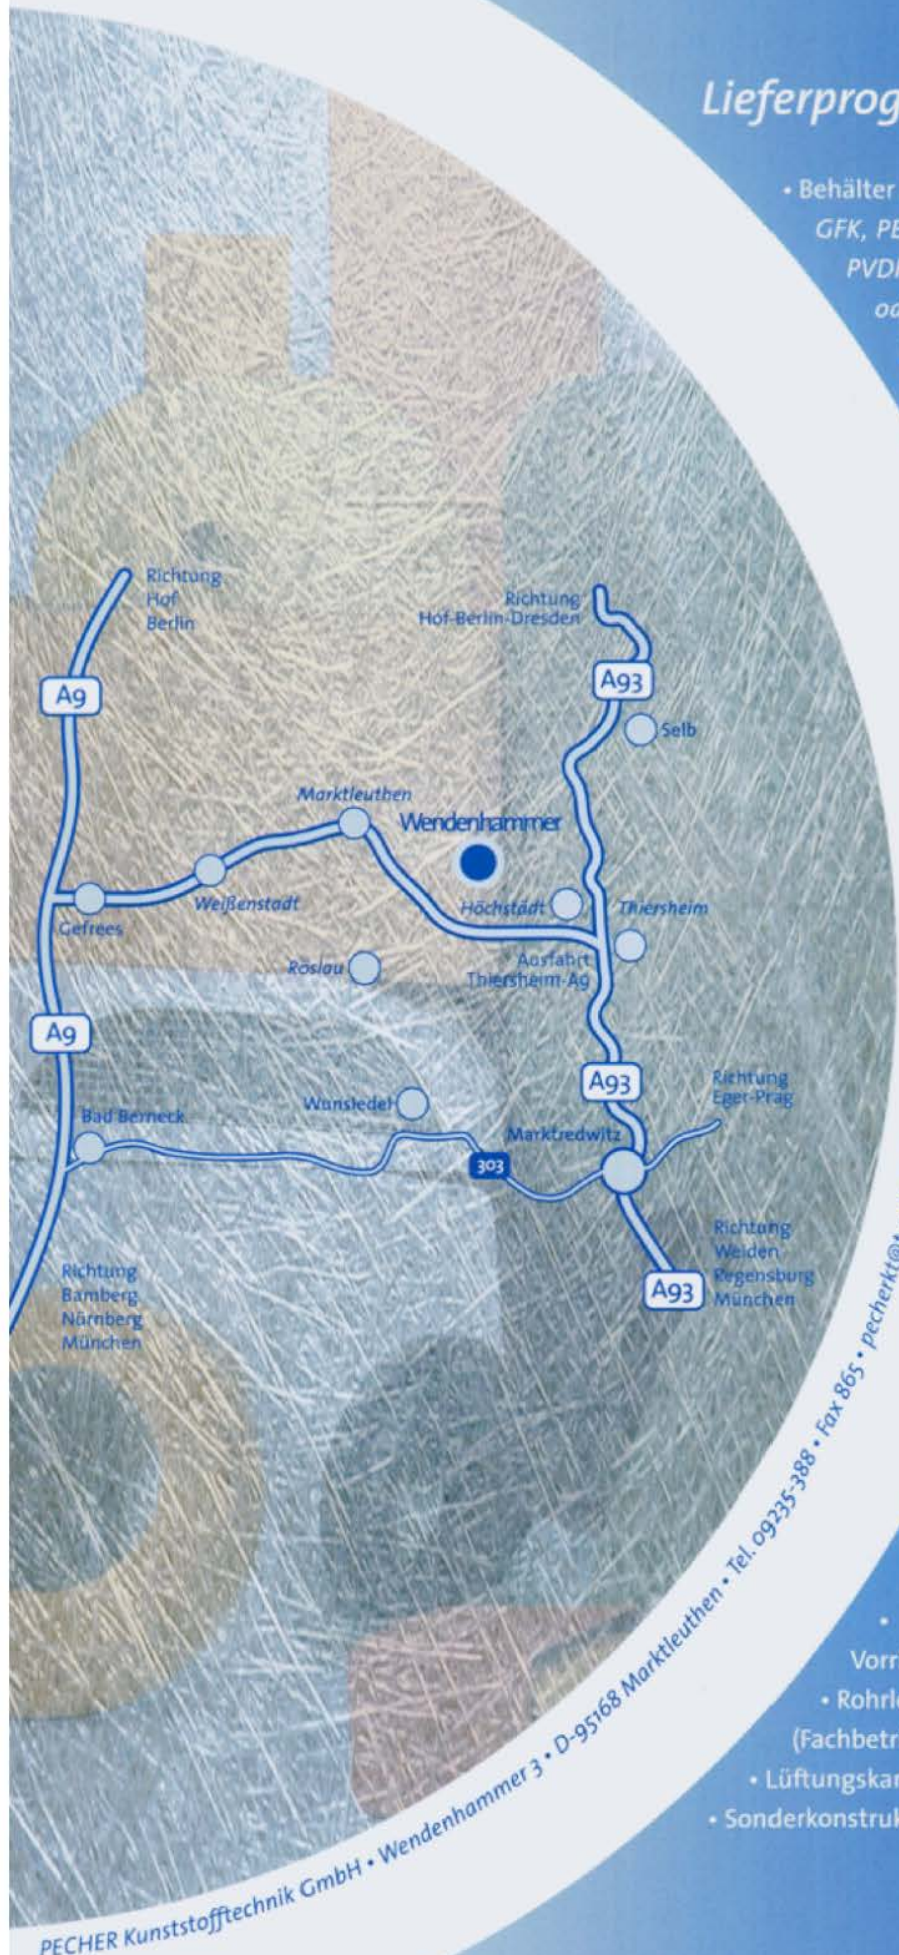 Lieferprog
• Behälter
GFK, PE
PVDF
od
Richtung
Hof
Berlin
Richtung
Hof-Berlin-Dresden
A9
A93
Selb
Marktleuthen
Wendenhammer
Weißenstadt
Höchstädt
Thiersheim
Gefrees
Röslau
Ausfahrt
Thiersheim-A9
A9
A93
Richtung
Eger-Prag
Bad Berneck
Wunsiedel
Marktredwitz
303
Richtung
Bamberg
Nürnberg
München
Richtung
Weiden
Regensburg
München
A93
PECHER Kunststofftechnik GmbH • Wendenhammer 3 • D-95168 Marktleuthen • Tel. 09235-388 • Fax 865 • pecherkt@t
•
Vorr
• Rohrle
(Fachbetr
• Lüftungskan
• Sonderkonstruk